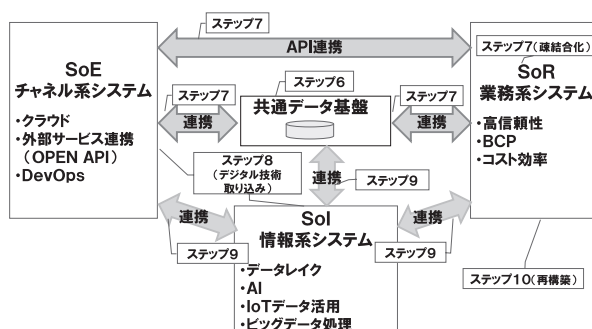 ステップ7
API連携
SoE
チャネル系システム
・クラウド
・外部サービス連携
（OPEN API）
・DevOps
ステップ7
連携
ステップ6
共通データ基盤
ステップ7
連携
ステップ7（疎結合化）
SoR
業務系システム
・高信頼性
・BCP
・コスト効率
ステップ8
（デジタル技術
取り込み）
連携
ステップ9
連携
ステップ9
SoI
情報系システム
・データレイク
・AI
・IoTデータ活用
・ビッグデータ処理
連携
ステップ9
ステップ10（再構築）